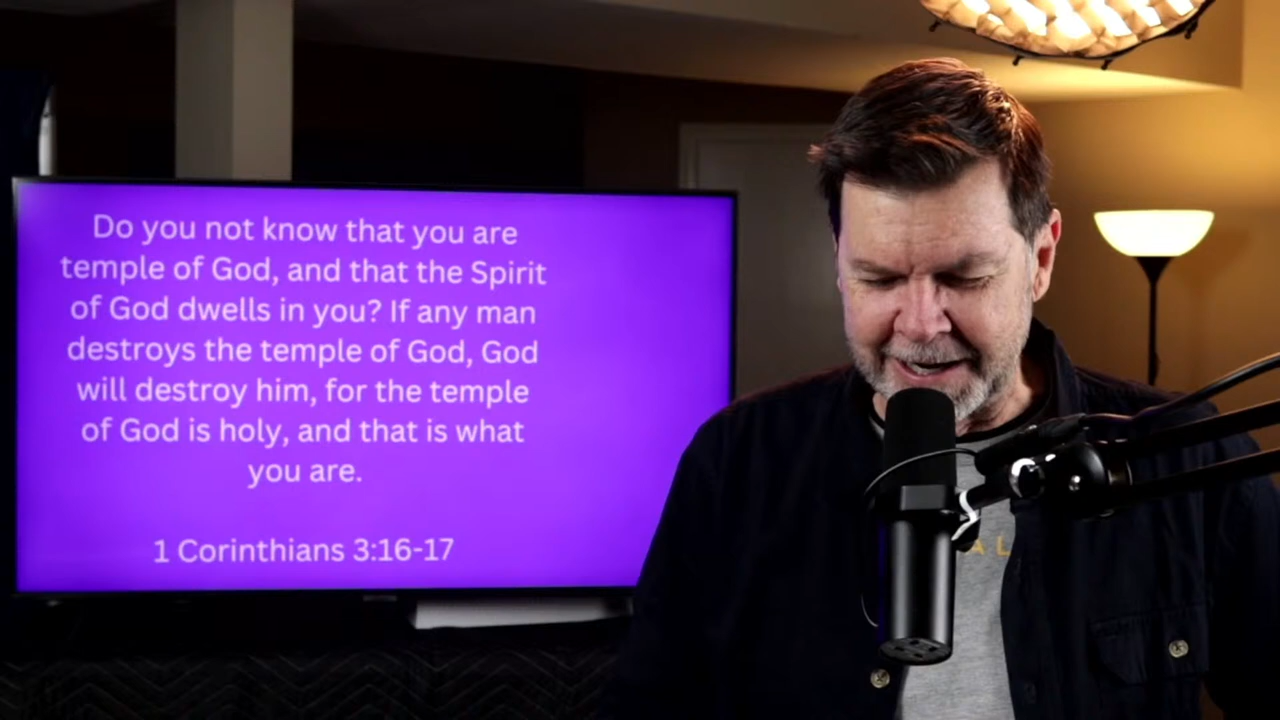 Do you not know that you are
temple of God, and that the Spirit
of God dwells in you? If any man
destroys the temple of God, God
will destroy him, for the temple
of God is holy, and that is what
you are.
1 Corinthians 3:16-17
AL